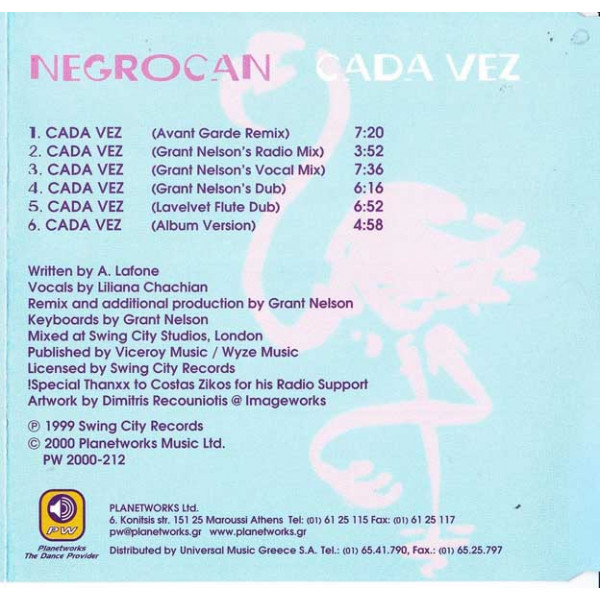 NEGROCAN CADA VEZ
1. CADA VEZ (Avant Garde Remix) 7:20
2. CADA VEZ (Grant Nelson's Radio Mix) 3:52
3. CADA VEZ (Grant Nelson's Vocal Mix) 7:36
4. CADA VEZ (Grant Nelson's Dub) 6:16
5. CADA VEZ (Lavelvet Flute Dub) 6:52
6. CADA VEZ (Album Version) 4:58
Written by A. Lafone
Vocals by Liliana Chachian
Remix and additional production by Grant Nelson
Keyboards by Grant Nelson
Mixed at Swing City Studios, London
Published by Viceroy Music / Wyze Music
Licensed by Swing City Records
!Special Thanxx to Costas Zikos for his Radio Support
Artwork by Dimitris Recouniotis @ Imageworks
℗ 1999 Swing City Records
© 2000 Planetworks Music Ltd.
PW 2000-212
PW
Planetworks
The Dance Provider
PLANETWORKS Ltd.
6. Konitsis str. 151 25 Maroussi Athens Tel: (01) 61 25 115 Fax: (01) 61 25 117
pw@planetworks.gr www.planetworks.gr
Distributed by Universal Music Greece S.A. Tel.: (01) 65.41.790, Fax.: (01) 65.25.797